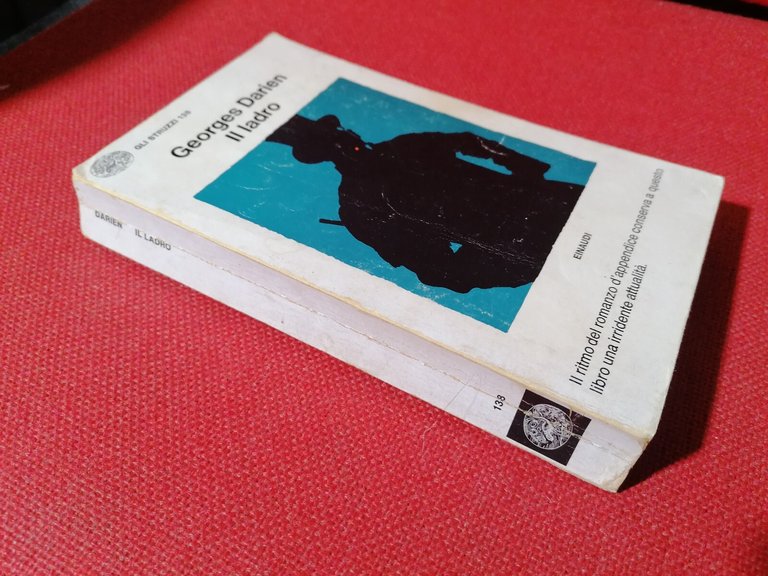 GLI STRUZZI 138
Georges Darien
Il ladro
EINAUDI
Il ritmo del romanzo d'appendice conserva a questo
libro una irridente attualità.
DARIEN IL LADRO
138